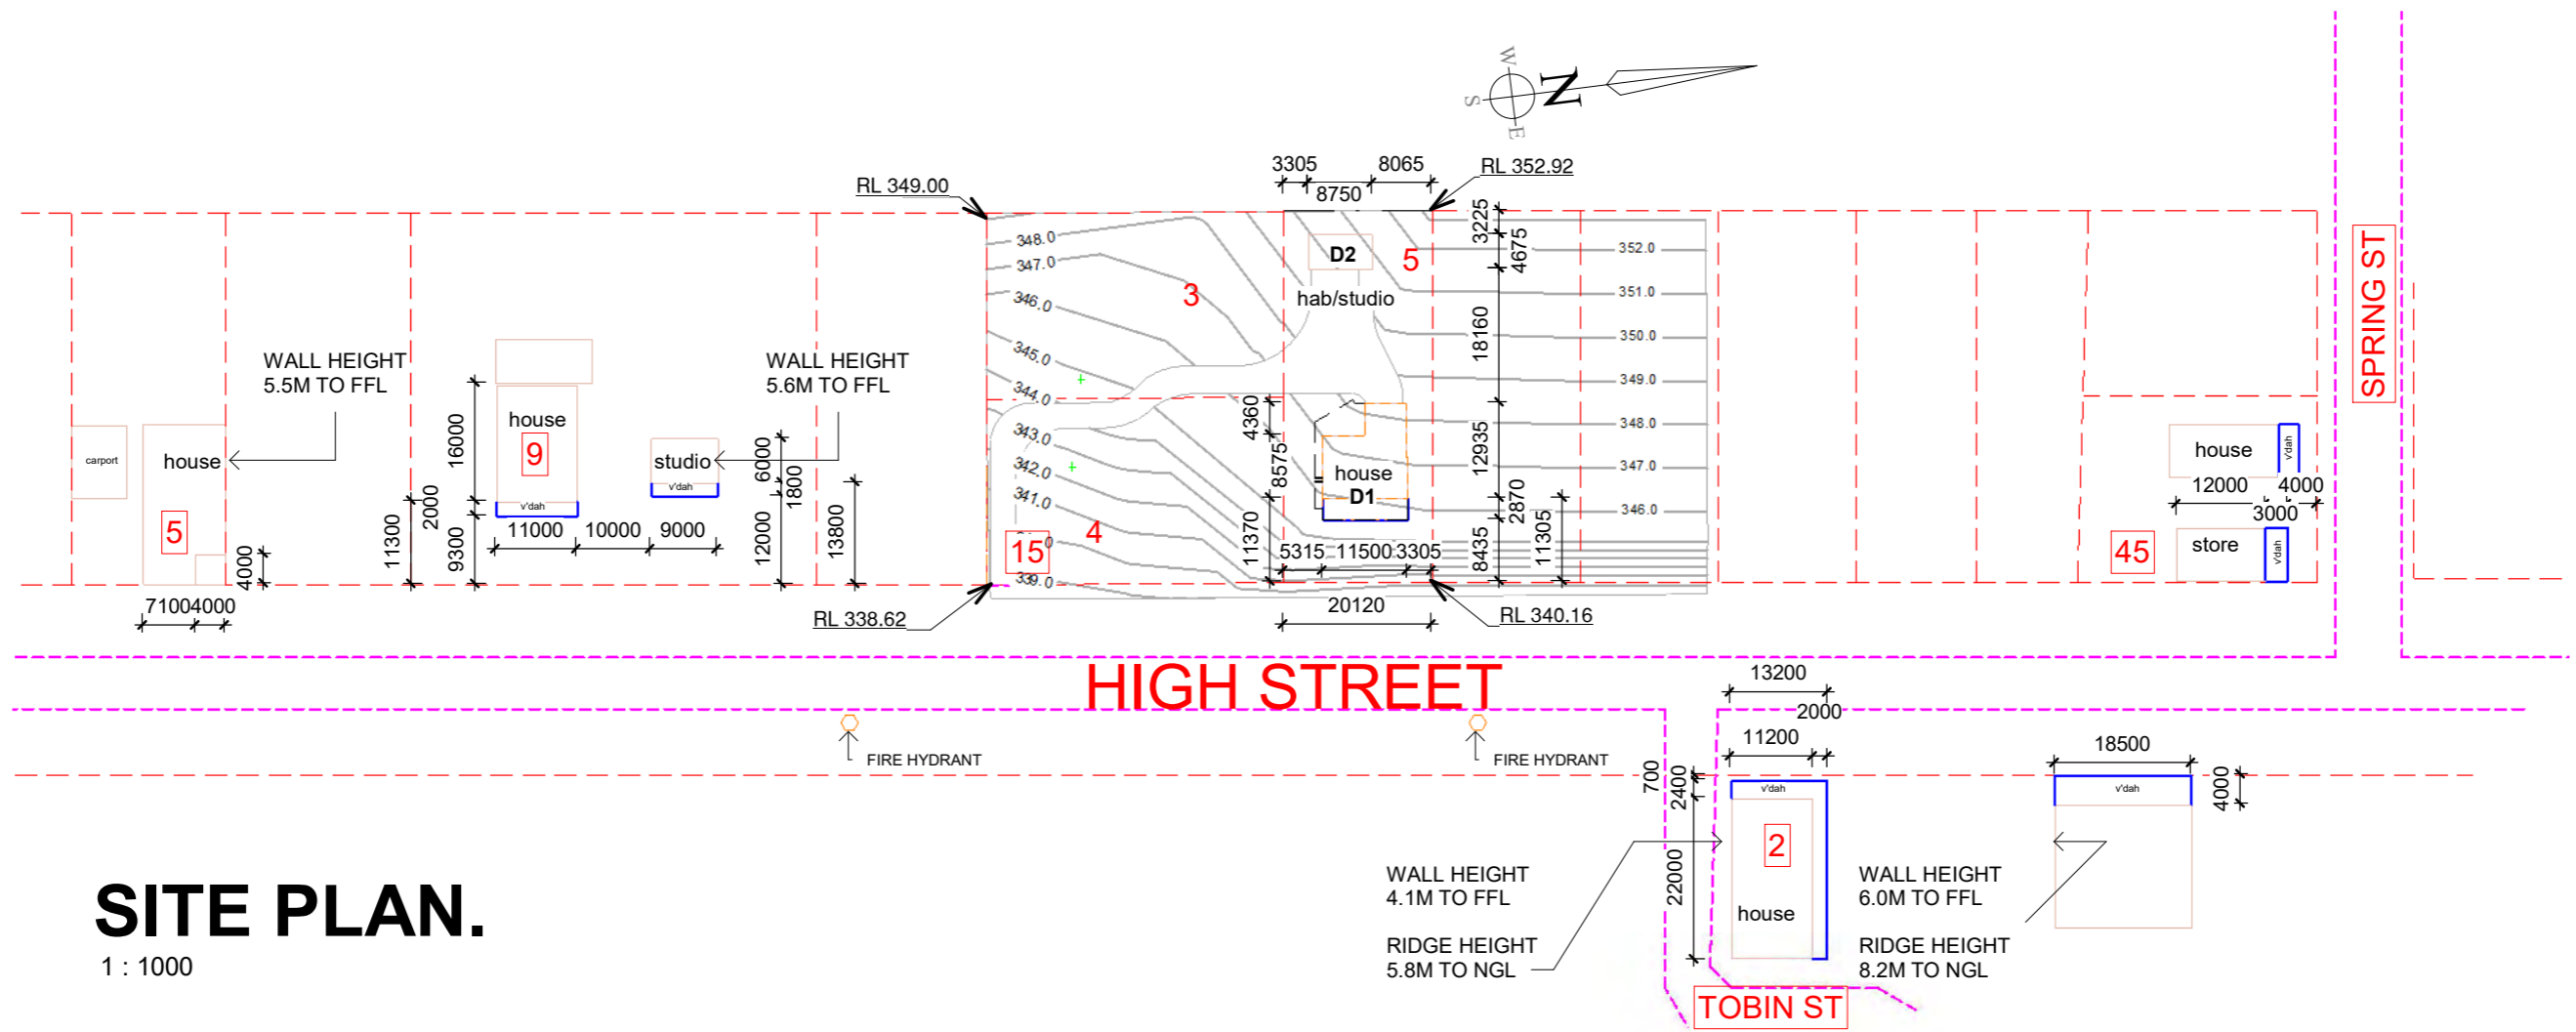 W
N
S
E
3305
8065
8750
RL 349.00
RL 352.92
3225
4675
348.0
347.0
346.0
345.0
344.0
343.0
342.0
341.0
339.0
3
D2
5
hab/studio
352.0
351.0
350.0
349.0
348.0
347.0
346.0
18160
12935
2870
8435
11305
4360
8575
11370
house
D1
5315
11500
3305
20120
15
4
RL 338.62
RL 340.16
WALL HEIGHT
5.5M TO FFL
WALL HEIGHT
5.6M TO FFL
carport
house
5
4000
7100
4000
house
9
v'dah
16000
2000
11300
9300
11000
10000
9000
studio
v'dah
6000
1800
12000
13800
SPRING ST
house
v'dah
12000
4000
3000
store
v'dah
45
HIGH STREET
FIRE HYDRANT
FIRE HYDRANT
13200
2000
11200
700
2400
22000
v'dah
2
house
18500
v'dah
4000
WALL HEIGHT
4.1M TO FFL
RIDGE HEIGHT
5.8M TO NGL
WALL HEIGHT
6.0M TO FFL
RIDGE HEIGHT
8.2M TO NGL
TOBIN ST
SITE PLAN.
1 : 1000